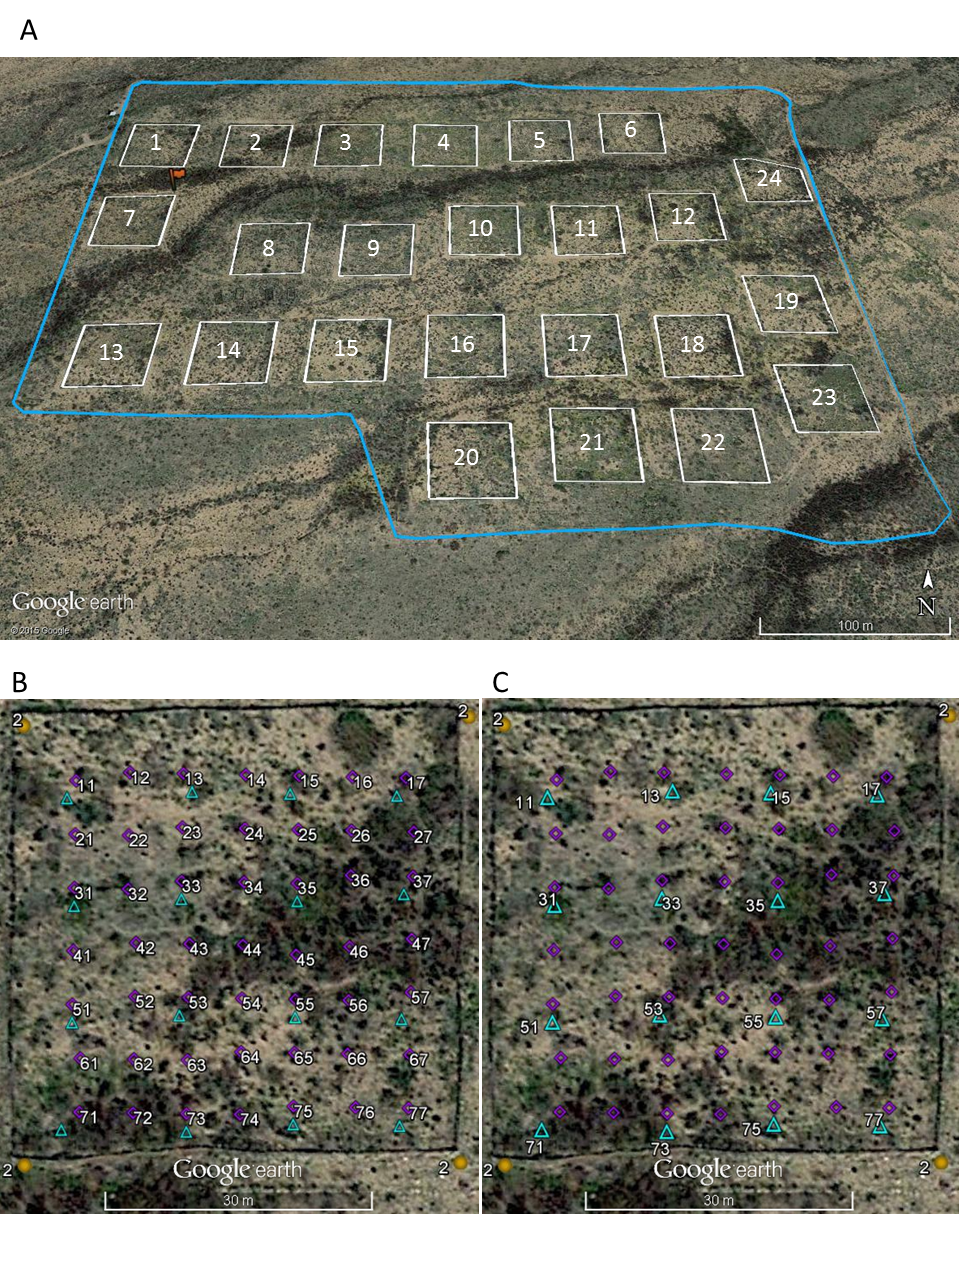 A
1 2 3 4 5 6
24
7
8 9 10 11 12
19
13 14 15 16 17 18
23
20 21 22
Google earth
© 2015 Google
N
100 m
B
2 2
11 12 13 14 15 16 17
21 22 23 24 25 26 27
31 32 33 34 35 36 37
41 42 43 44 45 46 47
51 52 53 54 55 56 57
61 62 63 64 65 66 67
71 72 73 74 75 76 77
2 2
Google earth
30 m
C
2 2
11 13 15 17
31 33 35 37
51 53 55 57
71 73 75 77
2 2
Google earth
30 m